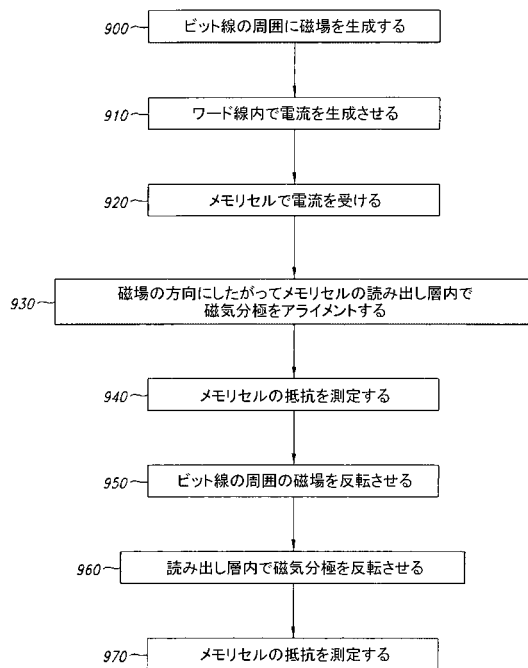 900
ビット線の周囲に磁場を生成する
910
ワード線内で電流を生成させる
920
メモリセルで電流を受ける
930
磁場の方向にしたがってメモリセルの読み出し層内で
磁気分極をアライメントする
940
メモリセルの抵抗を測定する
950
ビット線の周囲の磁場を反転させる
960
読み出し層内で磁気分極を反転させる
970
メモリセルの抵抗を測定する